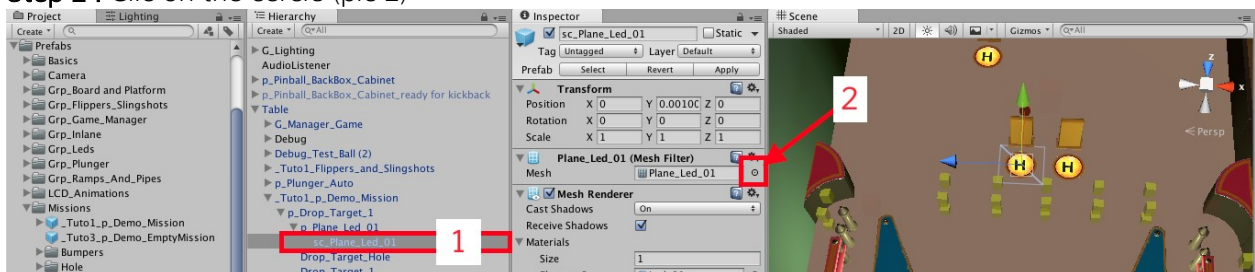 Project Lighting
Create
Prefabs
Basics
Camera
Grp_Board and Platform
Grp_Flippers_Slingshots
Grp_Game_Manager
Grp_Inlane
Grp_Leds
Grp_Plunger
Grp_Ramps_And_Pipes
LCD_Animations
Missions
_Tuto1_p_Demo_Mission
_Tuto3_p_Demo_EmptyMission
Bumpers
Hole
Hierarchy
Create All
G_Lighting
AudioListener
p_Pinball_BackBox_Cabinet
p_Pinball_BackBox_Cabinet_ready for kickback
Table
G_Manager_Game
Debug
Debug_Test_Ball (2)
_Tuto1_Flippers_and_Slingshots
p_Plunger_Auto
_Tuto1_p_Demo_Mission
p_Drop_Target_1
p_Plane_Led_01
sc_Plane_Led_01
1
Drop_Target_Hole
Drop_Target_1
Inspector
sc_Plane_Led_01 Static
Tag Untagged Layer Default
Prefab Select Revert Apply
Transform
Position X 0 Y 0.0010C Z 0
Rotation X 0 Y 0 Z 0
Scale X 1 Y 1 Z 1
Plane_Led_01 (Mesh Filter)
Mesh Plane_Led_01
Mesh Renderer
Cast Shadows On
Receive Shadows
Materials
Size 1
2
Scene
Shaded 2D Gizmos All
H
z
x
Persp
H
H